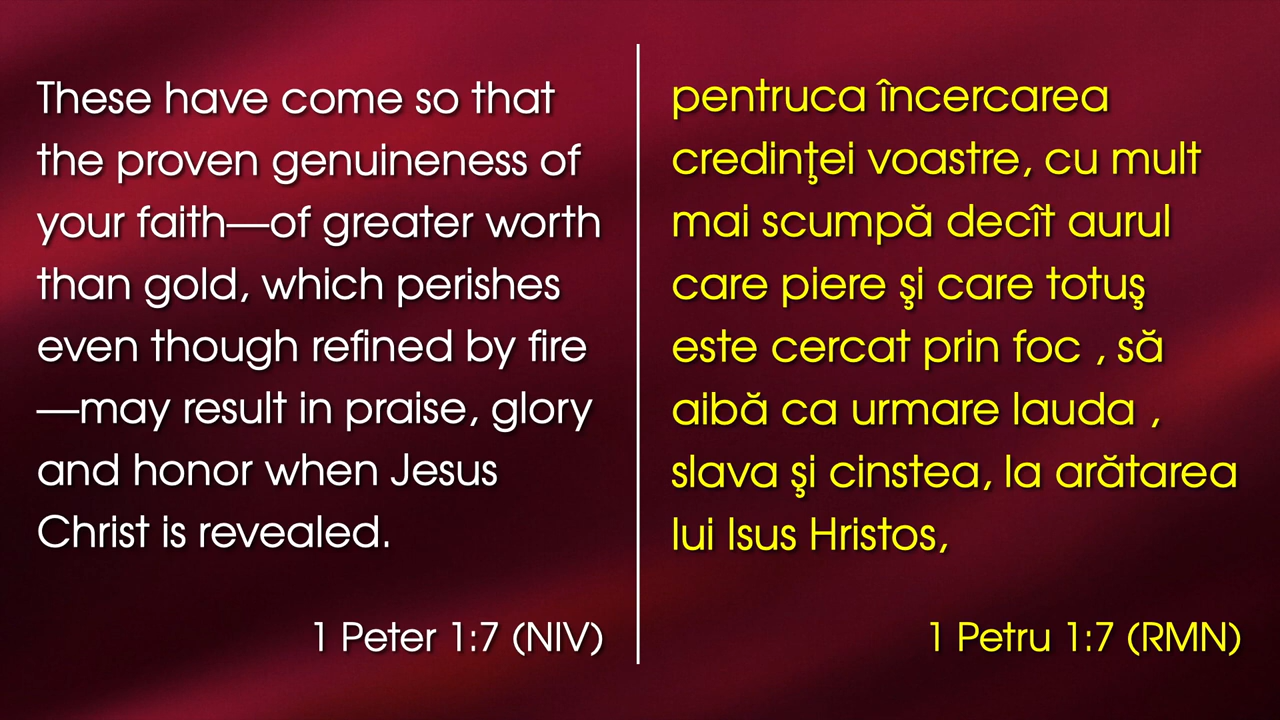 These have come so that
the proven genuineness of
your faith—of greater worth
than gold, which perishes
even though refined by fire
—may result in praise, glory
and honor when Jesus
Christ is revealed.
1 Peter 1:7 (NIV)
pentruca încercarea
credinţei voastre, cu mult
mai scumpă decît aurul
care piere şi care totuş
este cercat prin foc , să
aibă ca urmare lauda ,
slava şi cinstea, la arătarea
lui Isus Hristos,
1 Petru 1:7 (RMN)